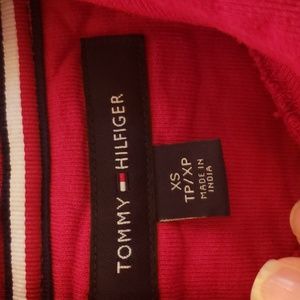 TOMMY HILFIGER
XS
TP/XP
MADE IN
INDIA